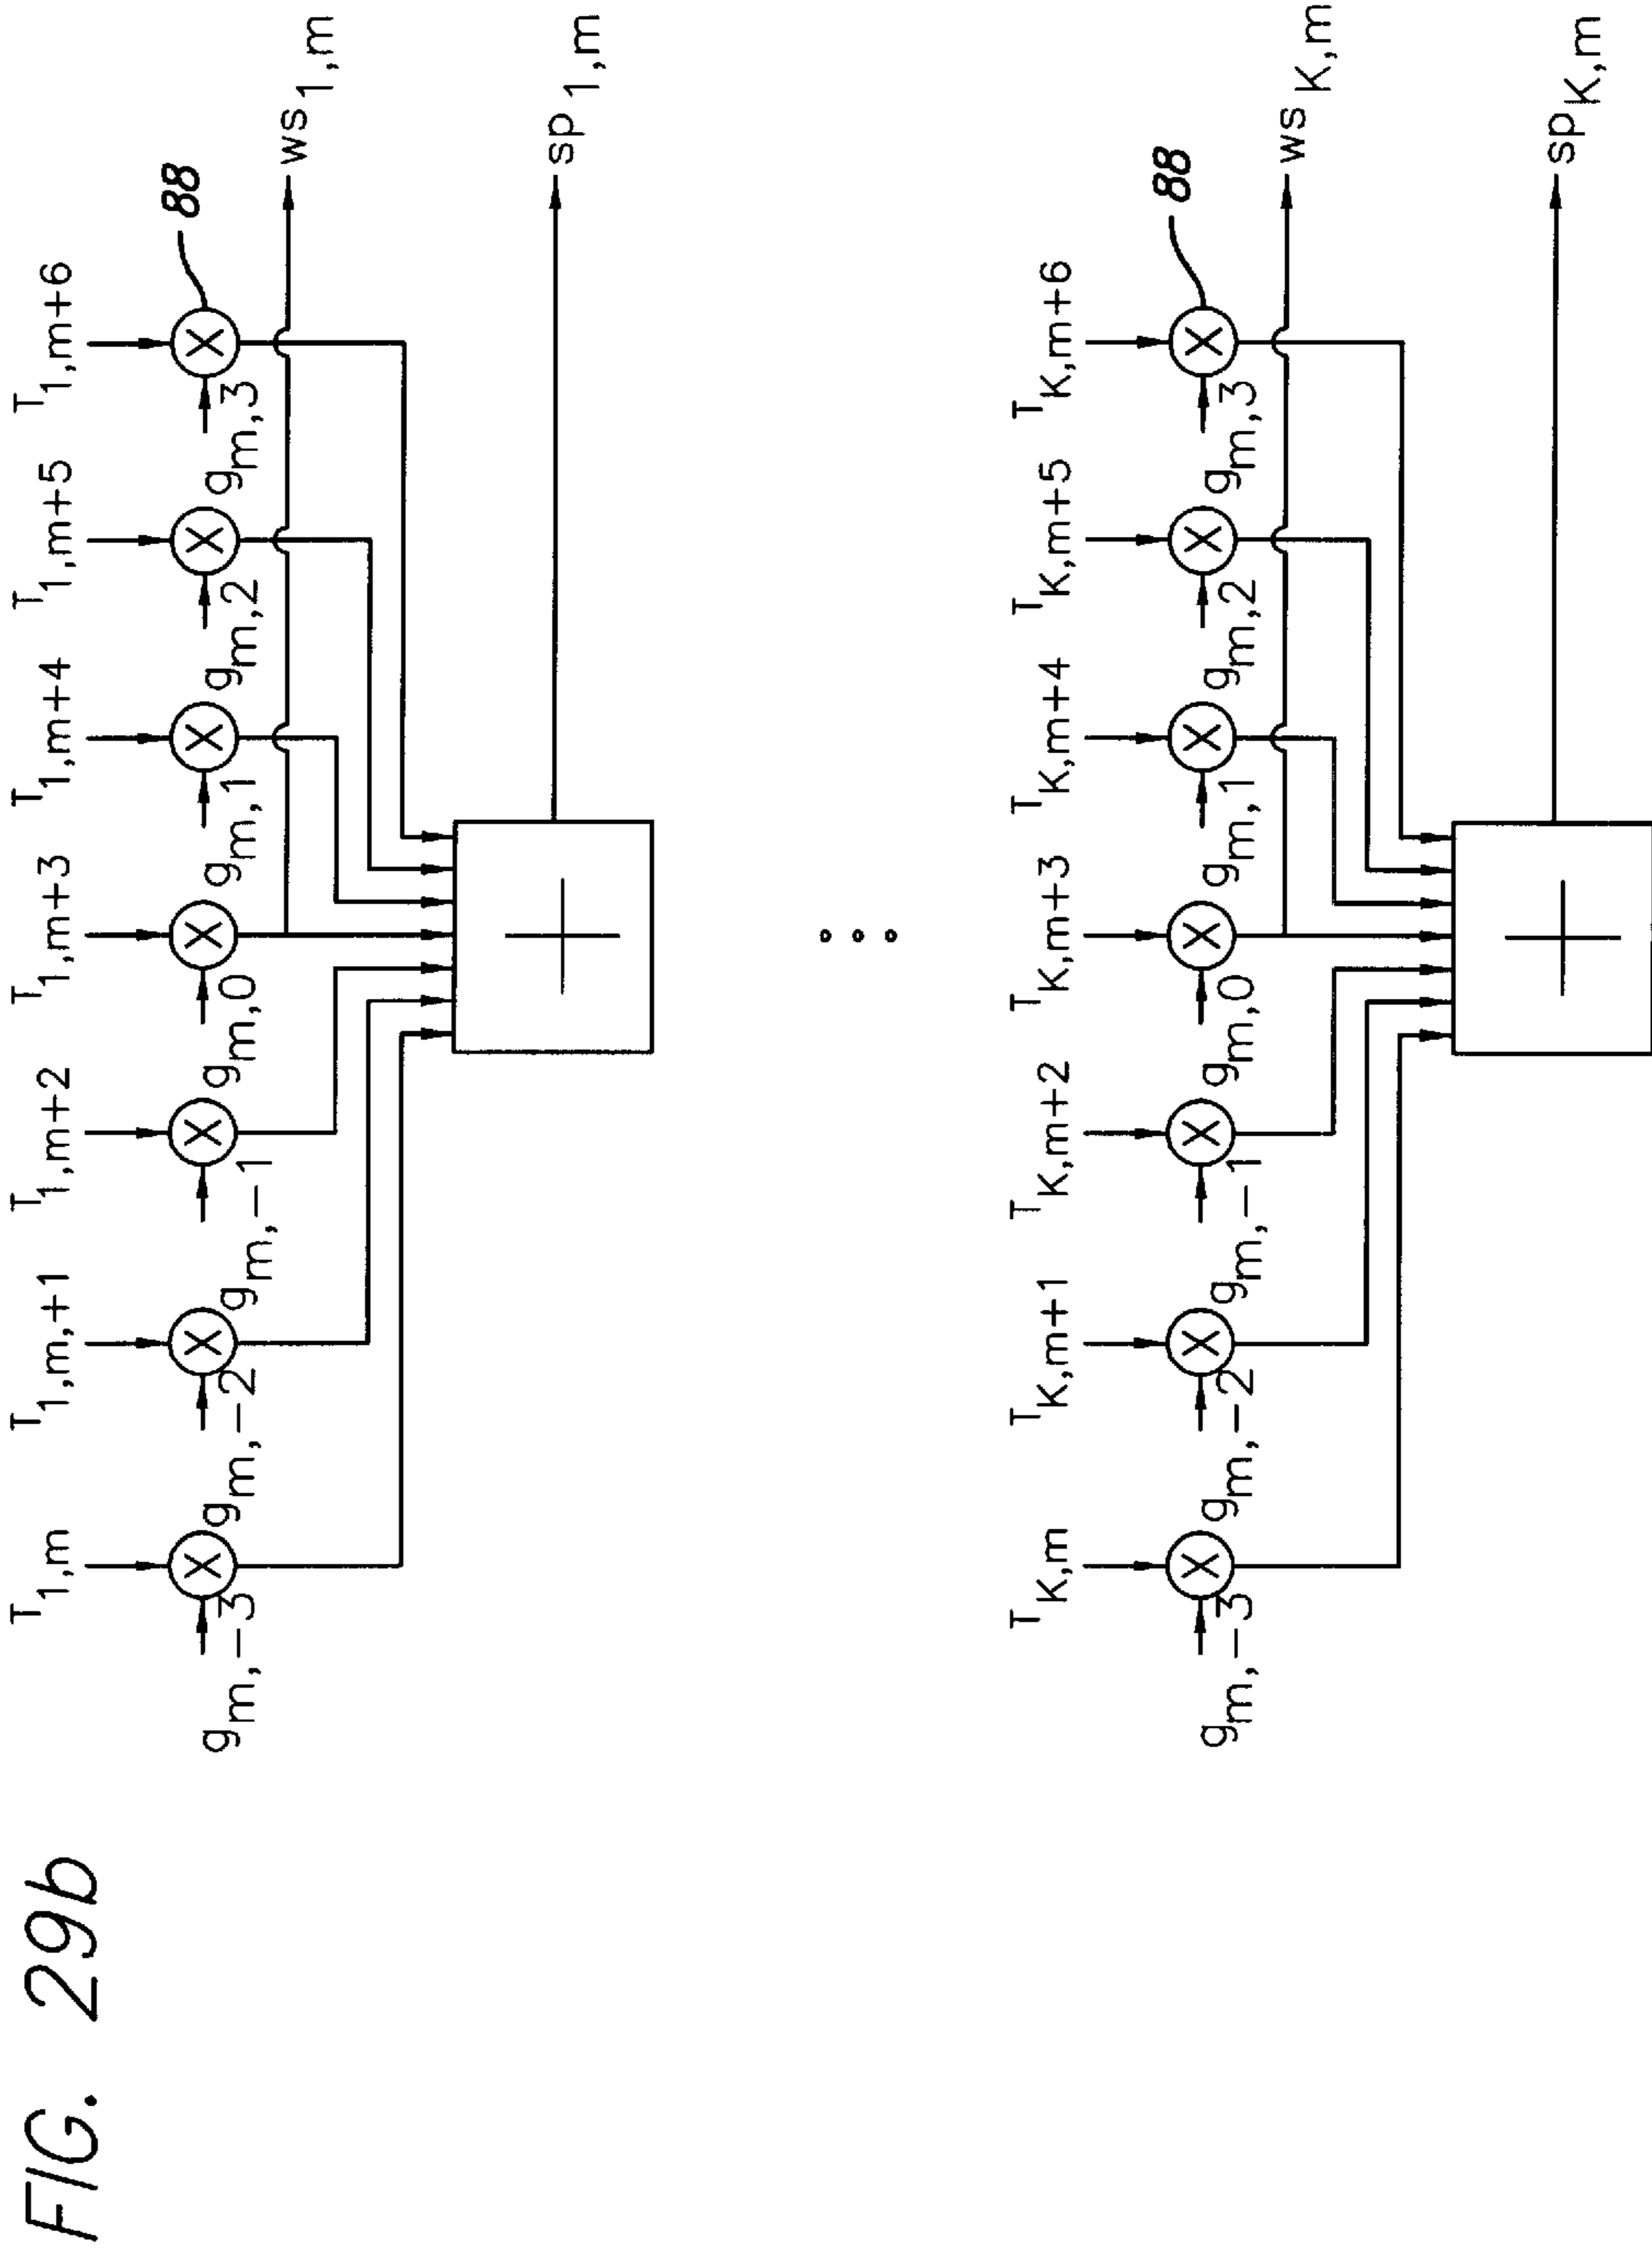 FIG. 29b
T1,m T1,m,+1 T1,m+2 T1,m+3 T1,m+4 T1,m+5 T1,m+6
88
gm,-3 gm,-2 gm,-1 gm,0 gm,1 gm,2 gm,3
ws1,m
sp1,m
TK,m TK,m+1 TK,m+2 TK,m+3 TK,m+4 TK,m+5 TK,m+6
88
gm,-3 gm,-2 gm,-1 gm,0 gm,1 gm,2 gm,3
wsK,m
spK,m